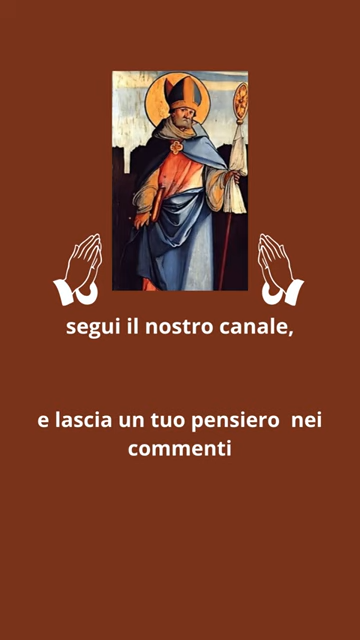 segui il nostro canale,
e lascia un tuo pensiero  nei
commenti